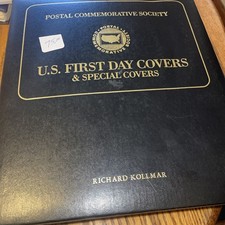 POSTAL COMMEMORATIVE SOCIETY
U.S. FIRST DAY COVERS
& SPECIAL COVERS
RICHARD KOLLMAR